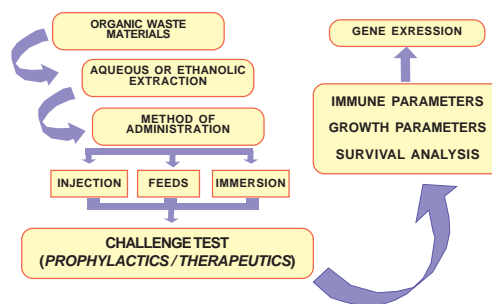 ORGANIC WASTE
MATERIALS
AQUEOUS OR ETHANOLIC
EXTRACTION
METHOD OF
ADMINISTRATION
INJECTION
FEEDS
IMMERSION
CHALLENGE TEST
(PROPHYLACTICS / THERAPEUTICS)
IMMUNE PARAMETERS
GROWTH PARAMETERS
SURVIVAL ANALYSIS
GENE EXRESSION